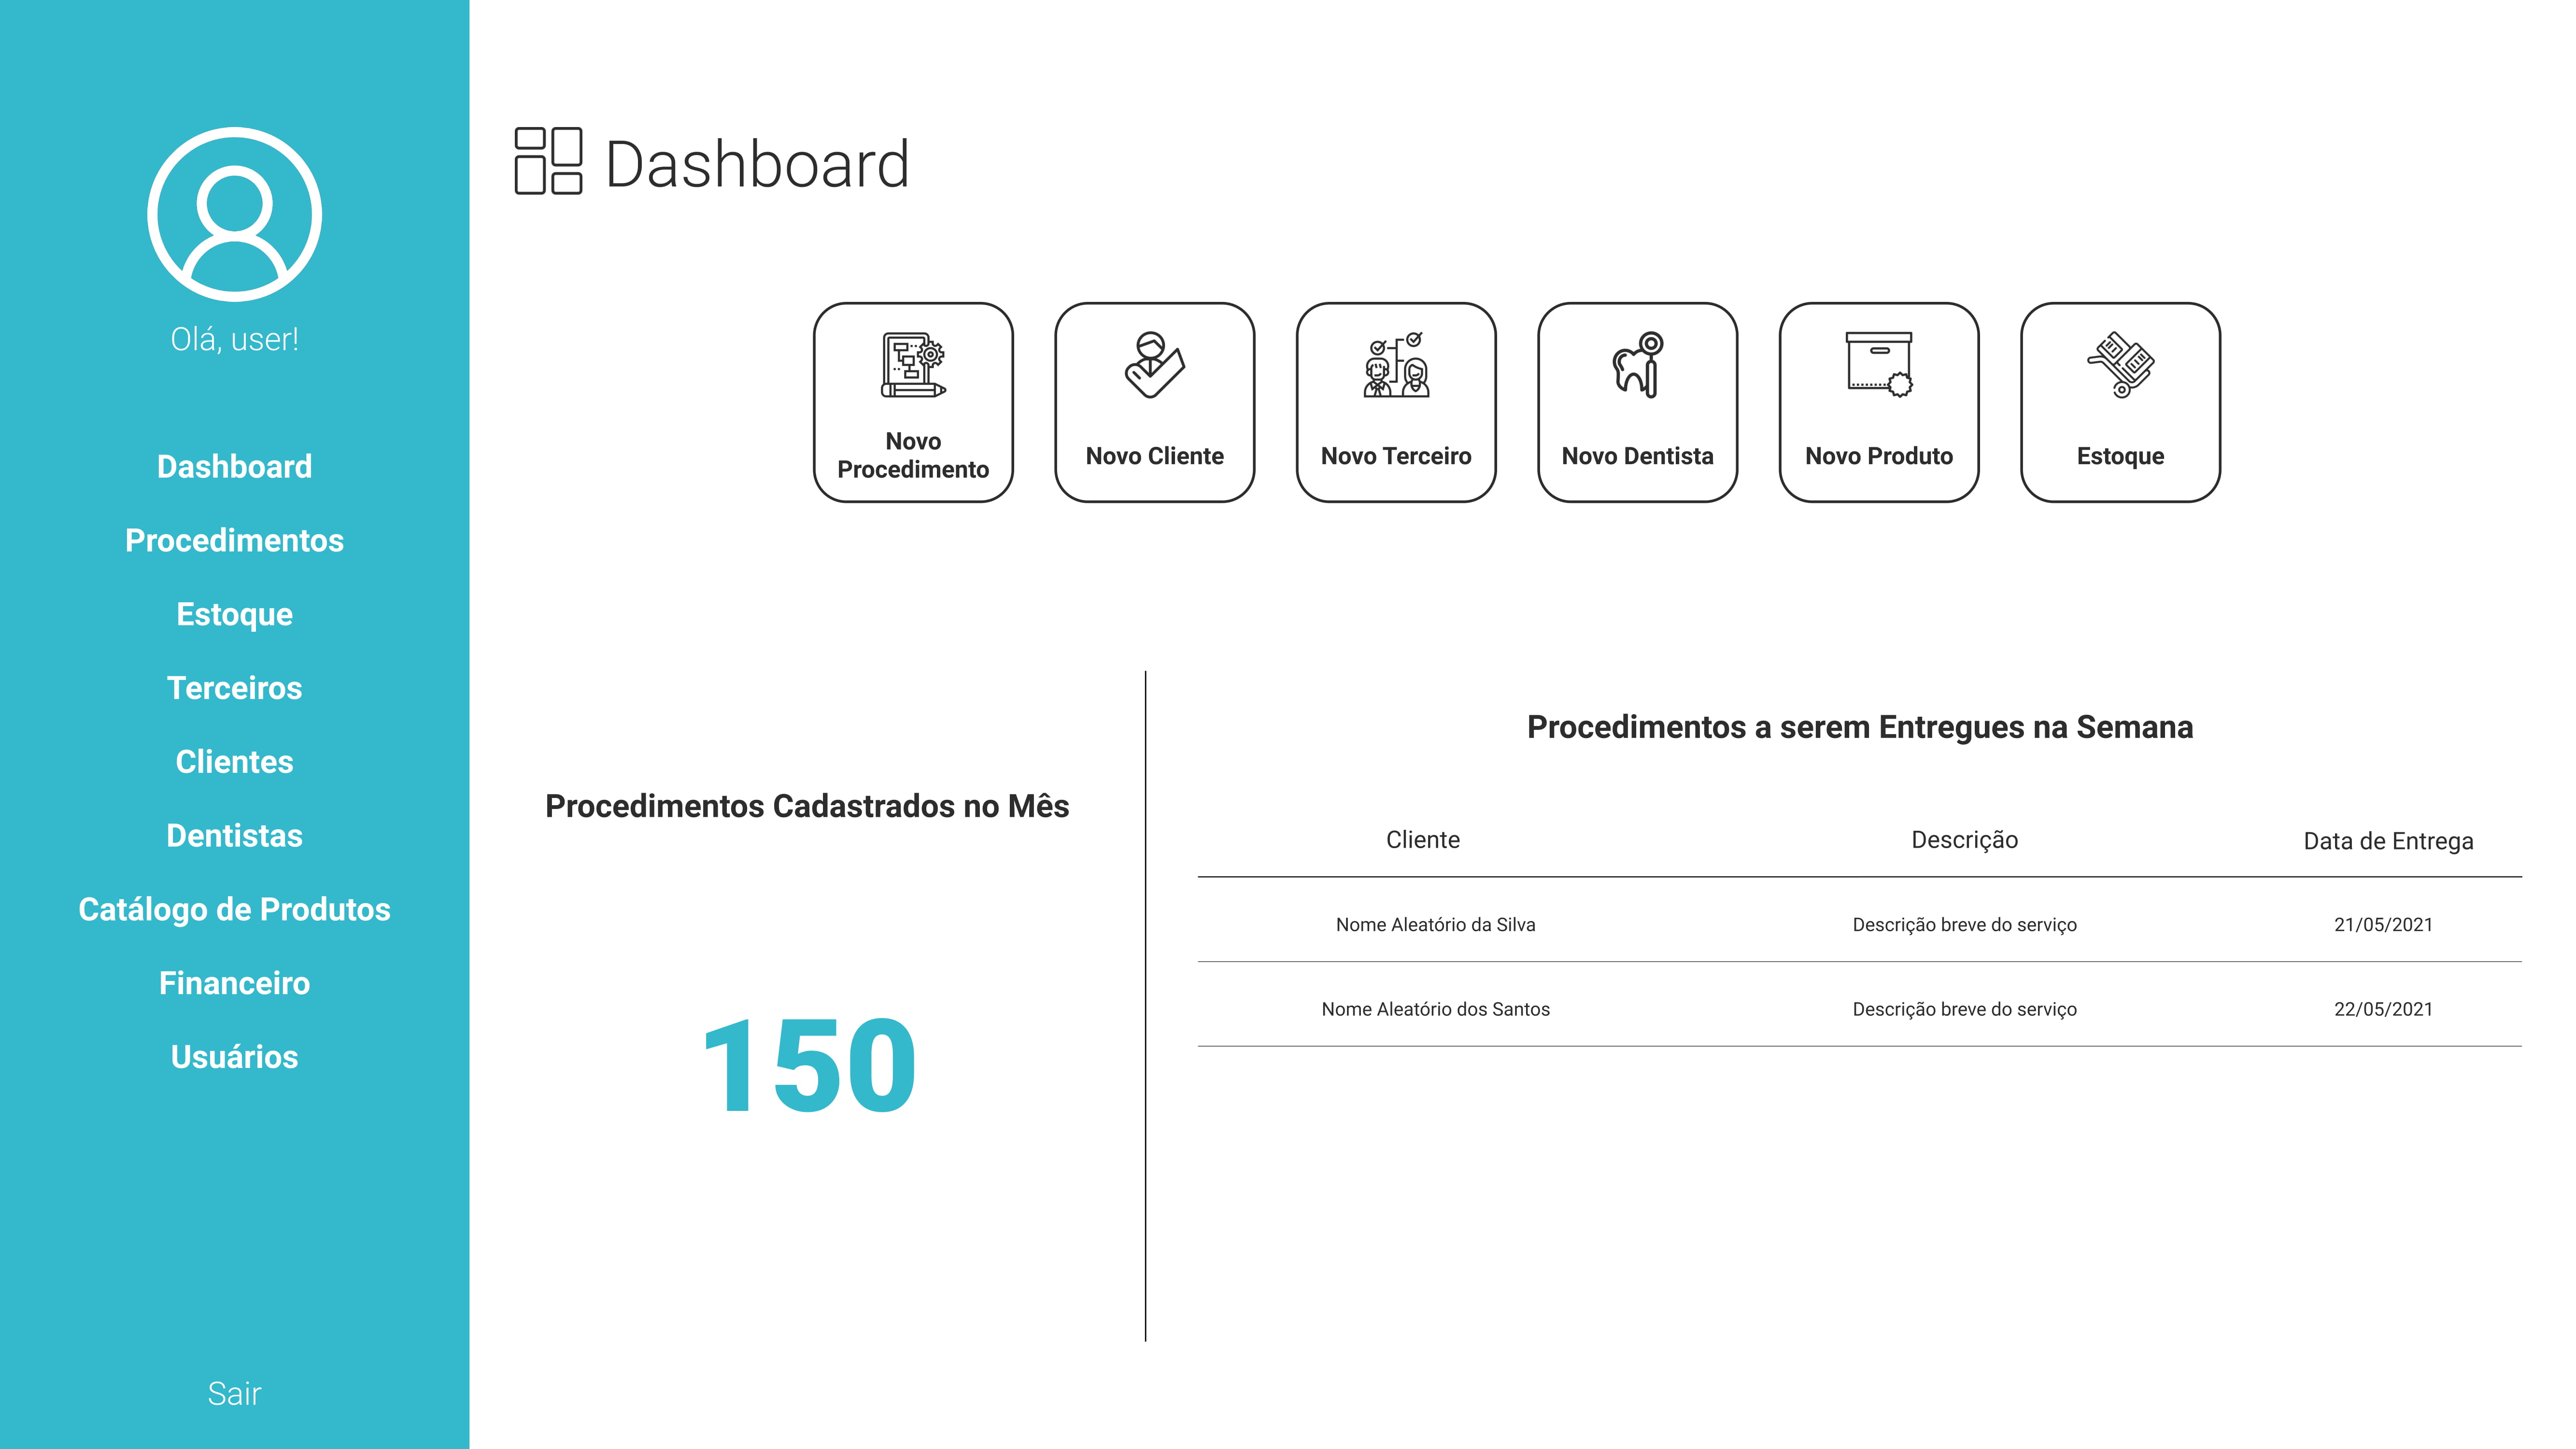 Olá, user!
Dashboard
Procedimentos
Estoque
Terceiros
Clientes
Dentistas
Catálogo de Produtos
Financeiro
Usuários
Sair
Dashboard
Novo
Procedimento
Novo Cliente
Novo Terceiro
Novo Dentista
Novo Produto
Estoque
Procedimentos Cadastrados no Mês
150
Procedimentos a serem Entregues na Semana
Cliente Descrição Data de Entrega
Nome Aleatório da Silva Descrição breve do serviço 21/05/2021
Nome Aleatório dos Santos Descrição breve do serviço 22/05/2021